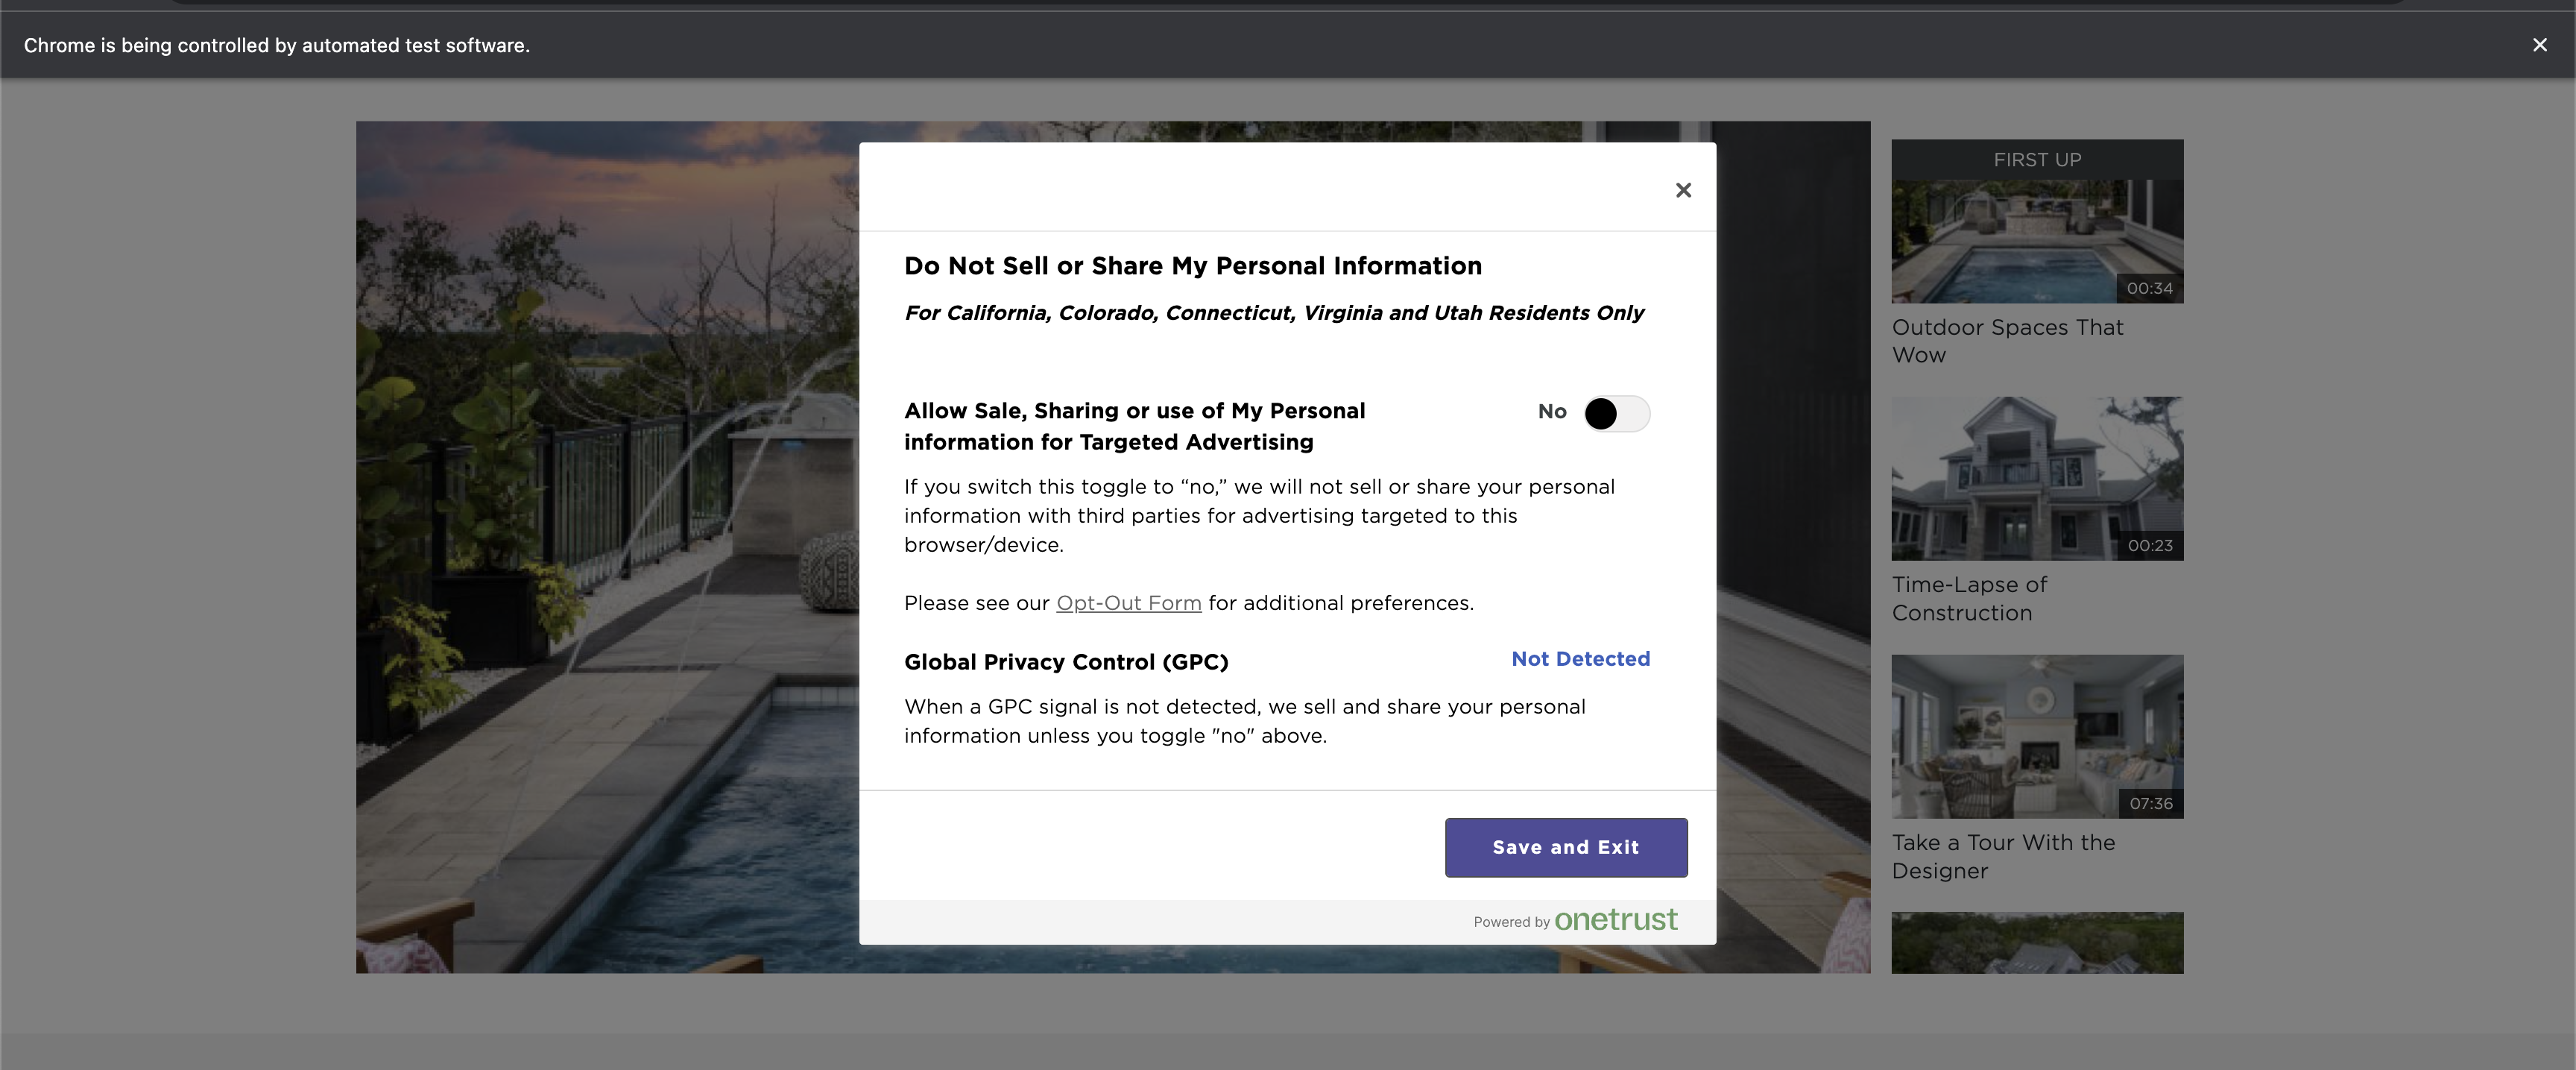 Chrome is being controlled by automated test software.
Do Not Sell or Share My Personal Information
For California, Colorado, Connecticut, Virginia and Utah Residents Only
Allow Sale, Sharing or use of My Personal
information for Targeted Advertising
No
If you switch this toggle to “no,” we will not sell or share your personal
information with third parties for advertising targeted to this
browser/device.
Please see our Opt-Out Form for additional preferences.
Global Privacy Control (GPC)
Not Detected
When a GPC signal is not detected, we sell and share your personal
information unless you toggle "no" above.
Save and Exit
Powered by onetrust
FIRST UP
00:34
Outdoor Spaces That
Wow
00:23
Time-Lapse of
Construction
07:36
Take a Tour With the
Designer